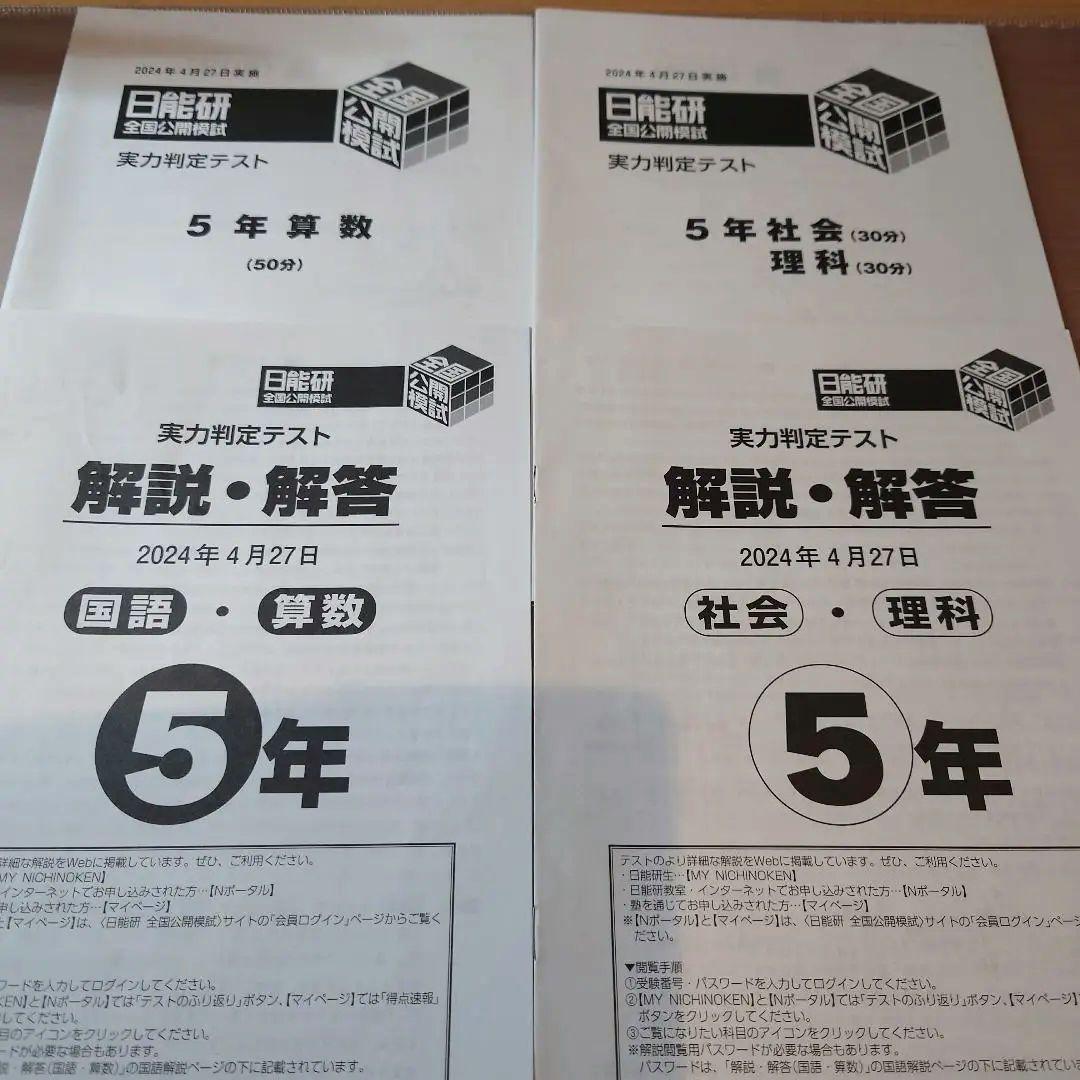 2024年4月27日実施
日能研
全国公開模試
全国
公開
模試
実力判定テスト
5年算数
(50分)
2024年4月27日実施
日能研
全国公開模試
全国
公開
模試
実力判定テスト
5年社会(30分)
理科(30分)
日能研
全国公開模試
全国
公開
模試
実力判定テスト
解説・解答
2024年4月27日
国語・算数
5年
詳細な解説をWebに掲載しています。ぜひ、ご利用ください。
MY NICHINOKEN】
インターネットでお申し込みされた方…【Nポータル】
申し込みされた方…【マイページ】
と【マイページ】は、〈日能研 全国公開模試〉サイトの「会員ログイン」ページからご覧く
ワードを入力してログインしてください。
KEN】と【Nポータル】では「テストのふり返り」ボタン、【マイページ】では「得点速報」
してください。
目のアイコンをクリックしてください。
ードが必要な場合もあります。
説・解答(国語・算数)」の国語解説ページの下に記載されています。
日能研
全国公開模試
全国
公開
模試
実力判定テスト
解説・解答
2024年4月27日
社会・理科
5年
テストのより詳細な解説をWebに掲載しています。ぜひ、ご利用ください。
・日能研生…【MY NICHINOKEN】
・日能研教室・インターネットでお申し込みされた方…【Nポータル】
・塾を通じてお申し込みされた方…【マイページ】
※【Nポータル】と【マイページ】は、〈日能研 全国公開模試〉サイトの「会員ログイン」ページ
ださい。
▼閲覧手順
①受験番号・パスワードを入力してログインしてください。
②【MY NICHINOKEN】と【Nポータル】では「テストのふり返り」ボタン、【マイページ】
ボタンをクリックしてください。
③ご覧になりたい科目のアイコンをクリックしてください。
※解説閲覧用パスワードが必要な場合もあります。
パスワードは、「解説・解答(国語・算数)」の国語解説ページの下に記載されています